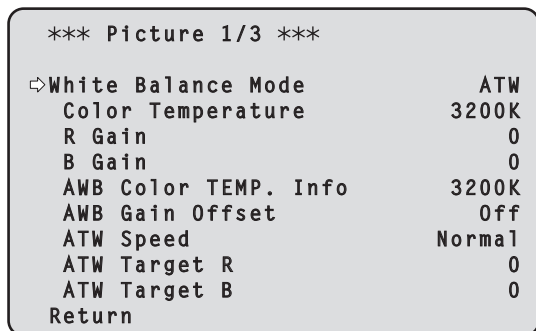 *** Picture 1/3 ***
⇨White Balance Mode ATW
Color Temperature 3200K
R Gain 0
B Gain 0
AWB Color TEMP. Info 3200K
AWB Gain Offset Off
ATW Speed Normal
ATW Target R 0
ATW Target B 0
Return